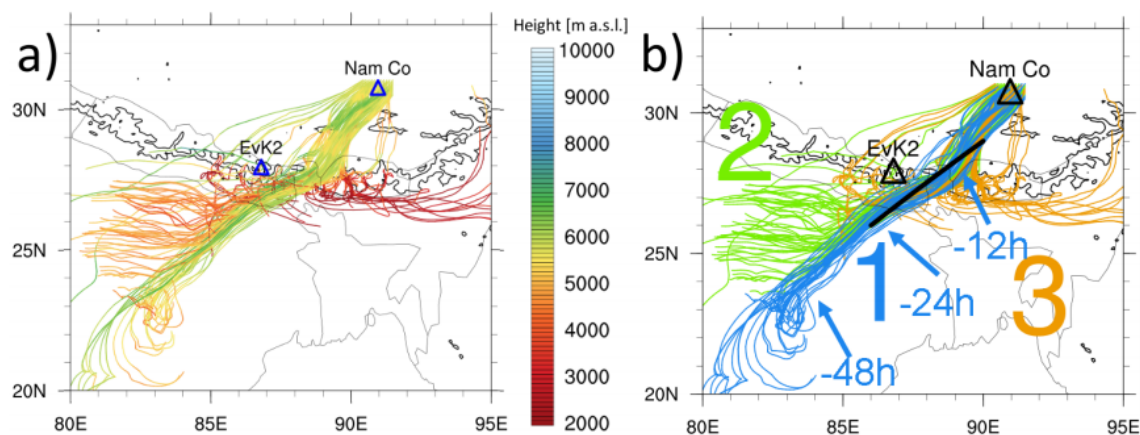 a)
Nam Co
EvK2
30N
25N
20N
80E
85E
90E
95E
Height [m a.s.l.]
10000
9000
8000
7000
6000
5000
4000
3000
2000
b)
Nam Co
2
EvK2
1
-12h
3
-24h
-48h
30N
25N
20N
80E
85E
90E
95E